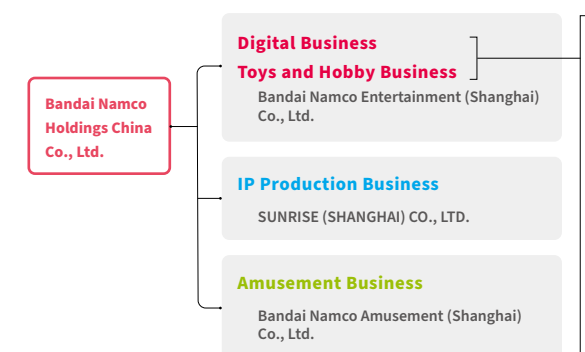 Bandai Namco
Holdings China
Co., Ltd.
Digital Business
Toys and Hobby Business
Bandai Namco Entertainment (Shanghai)
Co., Ltd.
IP Production Business
SUNRISE (SHANGHAI) CO., LTD.
Amusement Business
Bandai Namco Amusement (Shanghai)
Co., Ltd.